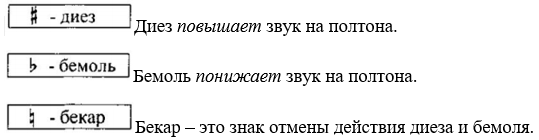 ♯ - диез Диез повышает звук на полтона.
♭ - бемоль Бемоль понижает звук на полтона.
♮ - бекар Бекар – это знак отмены действия диеза и бемоля.